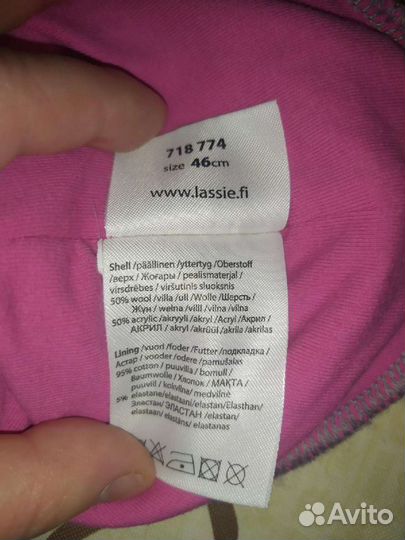 718 774
size 46cm
www.lassie.fi
Shell /päällinen /yttertyg /Oberstoff
/верх / Жоғары / pealismaterjal /
virsdrēbes / viršutinis sluoksnis
50% wool /villa /ull /Wolle /Шерсть /
Жүн / wełna / vill / vilna / vilna
50% acrylic /akryyli /akryl /Acryl /Акрил /
АКРИЛ / akryl /akrüül /akrils /akrilas
Lining /vuori /foder /Futter /подкладка /
Астар / vooder /odere /pamušalas
95% cotton /puuvilla /bomull /
Baumwolle / Хлопок / МАҚТА /
puuvill / kokvilna / medvilnė
5% elastane/elastaani/elastan/Elasthan/
Эластан/ ЭЛАСТАН / elastan/
elastaan/ elastāns/ elastanas
Avito